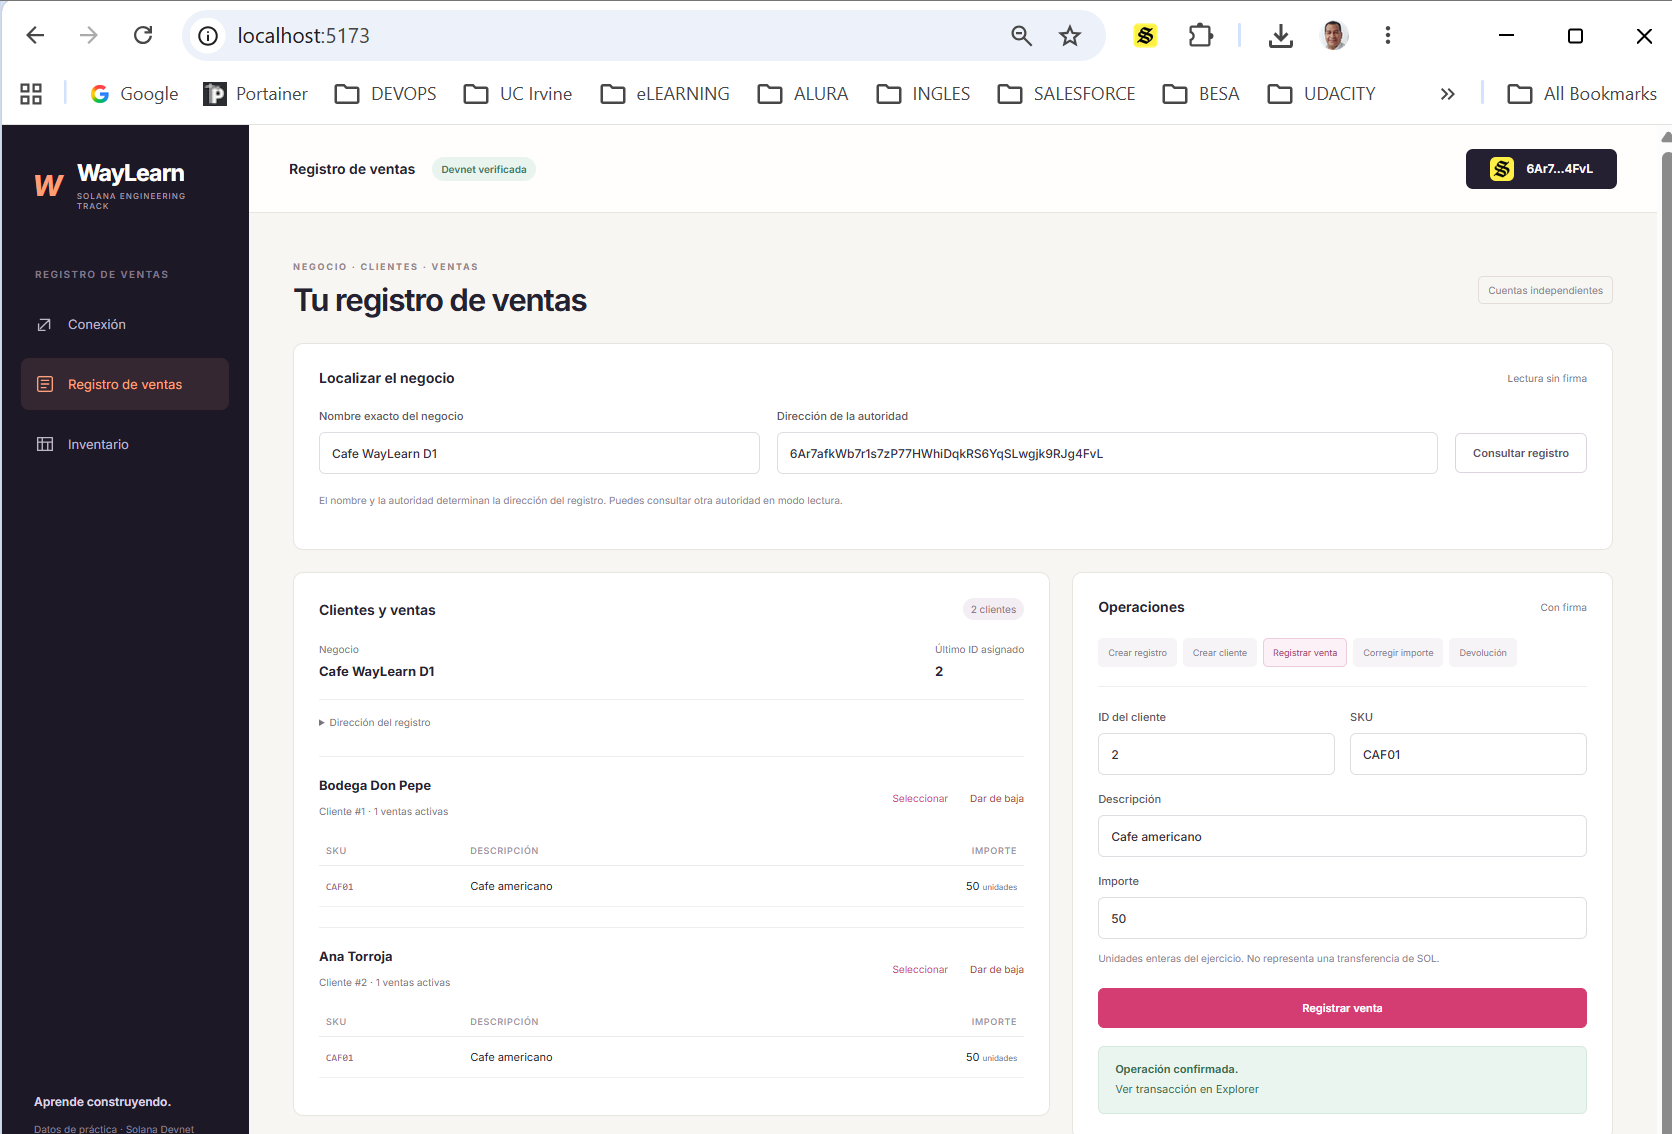 localhost:5173
Google
Portainer
DEVOPS
UC Irvine
eLEARNING
ALURA
INGLES
SALESFORCE
BESA
UDACITY
All Bookmarks
W
WayLearn
SOLANA ENGINEERING
TRACK
REGISTRO DE VENTAS
Conexión
Registro de ventas
Inventario
Aprende construyendo.
Datos de práctica · Solana Devnet
Registro de ventas
Devnet verificada
6Ar7...4FvL
NEGOCIO · CLIENTES · VENTAS
Tu registro de ventas
Cuentas independientes
Localizar el negocio
Lectura sin firma
Nombre exacto del negocio
Dirección de la autoridad
Cafe WayLearn D1
6Ar7afkWb7r1s7zP77HWhiDqkRS6YqSLwgjk9RJg4FvL
Consultar registro
El nombre y la autoridad determinan la dirección del registro. Puedes consultar otra autoridad en modo lectura.
Clientes y ventas
2 clientes
Negocio
Último ID asignado
Cafe WayLearn D1
2
Dirección del registro
Bodega Don Pepe
Cliente #1 · 1 ventas activas
Seleccionar
Dar de baja
SKU
DESCRIPCIÓN
IMPORTE
CAF01
Cafe americano
50 unidades
Ana Torroja
Cliente #2 · 1 ventas activas
Seleccionar
Dar de baja
SKU
DESCRIPCIÓN
IMPORTE
CAF01
Cafe americano
50 unidades
Operaciones
Con firma
Crear registro
Crear cliente
Registrar venta
Corregir importe
Devolución
ID del cliente
SKU
2
CAF01
Descripción
Cafe americano
Importe
50
Unidades enteras del ejercicio. No representa una transferencia de SOL.
Registrar venta
Operación confirmada.
Ver transacción en Explorer